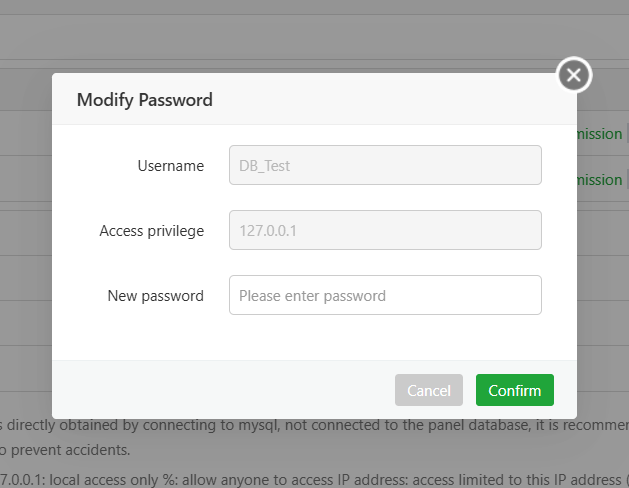 Modify Password
Username
DB_Test
mission
Access privilege
127.0.0.1
mission
New password
Please enter password
Cancel
Confirm
s directly obtained by connecting to mysql, not connected to the panel database, it is recommen
o prevent accidents.
7.0.0.1: local access only %: allow anyone to access IP address: access limited to this IP address (